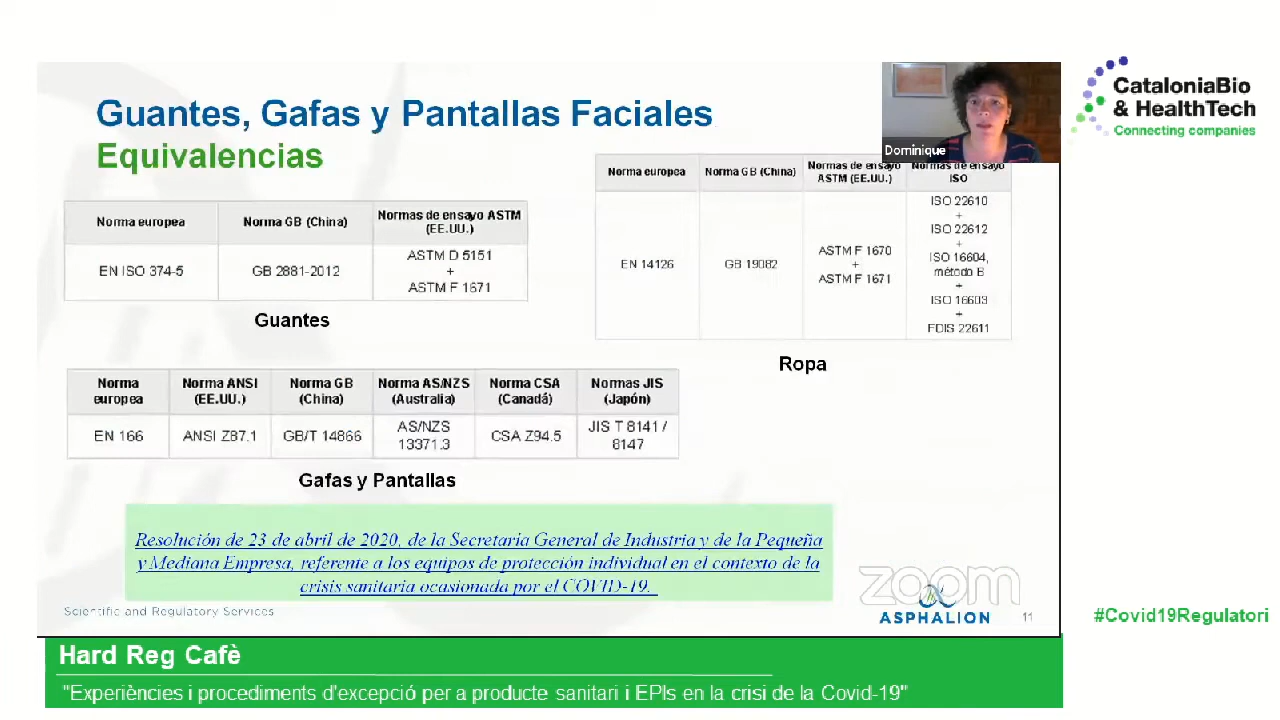 Guantes, Gafas y Pantallas Faciales
Equivalencias
Dominique
CataloniaBio
& HealthTech
Connecting companies
Norma europea
Norma GB (China)
Normas de ensayo ASTM
(EE.UU.)
EN ISO 374-5
GB 2881-2012
ASTM D 5151
+
ASTM F 1671
Guantes
Norma europea
Norma GB (China)
Normas de ensayo
ASTM (EE.UU.)
Normas de ensayo
ISO
EN 14126
GB 19082
ASTM F 1670
+
ASTM F 1671
ISO 22610
+
ISO 22612
+
ISO 16604,
método B
+
ISO 16603
+
FDIS 22611
Ropa
Norma
europea
Norma ANSI
(EE.UU.)
Norma GB
(China)
Norma AS/NZS
(Australia)
Norma CSA
(Canadá)
Normas JIS
(Japón)
EN 166
ANSI Z87.1
GB/T 14866
AS/NZS
13371.3
CSA Z94.5
JIS T 8141 /
8147
Gafas y Pantallas
Resolución de 23 de abril de 2020, de la Secretaría General de Industria y de la Pequeña
y Mediana Empresa, referente a los equipos de protección individual en el contexto de la
crisis sanitaria ocasionada por el COVID-19.
Scientific and Regulatory Services
zoom
ASPHALION
11
#Covid19Regulatori
Hard Reg Cafè
"Experiències i procediments d'excepció per a producte sanitari i EPIs en la crisi de la Covid-19"